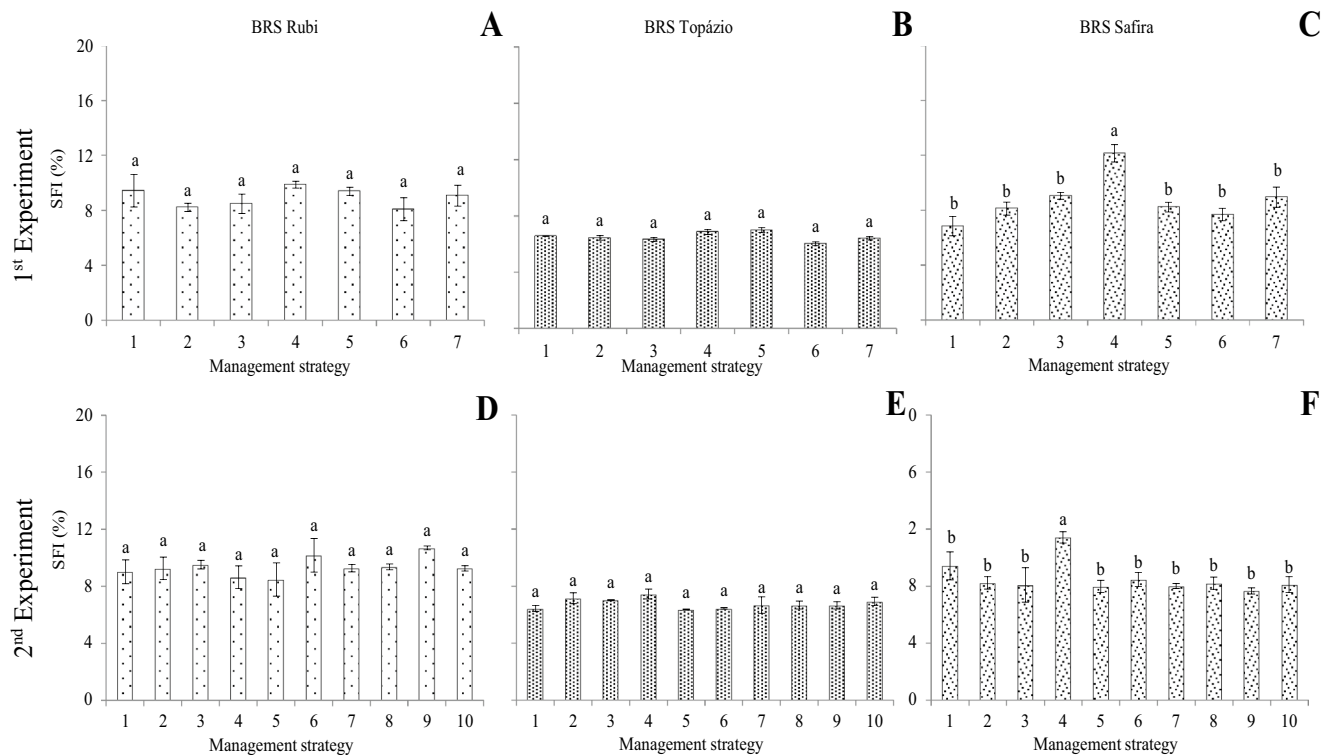 BRS Rubi
A
BRS Topázio
B
BRS Safira
C
1st Experiment
SFI (%)
20
16
12
8
4
0
a a a a a a a
1 2 3 4 5 6 7
Management strategy
a a a a a a a
1 2 3 4 5 6 7
Management strategy
b b b a b b b
1 2 3 4 5 6 7
Management strategy
D
E
F
2nd Experiment
SFI (%)
20
16
12
8
4
0
a a a a a a a a a a
1 2 3 4 5 6 7 8 9 10
Management strategy
a a a a a a a a a a
1 2 3 4 5 6 7 8 9 10
Management strategy
0
6
2
8
4
0
b b b a b b b b b b
1 2 3 4 5 6 7 8 9 10
Management strategy